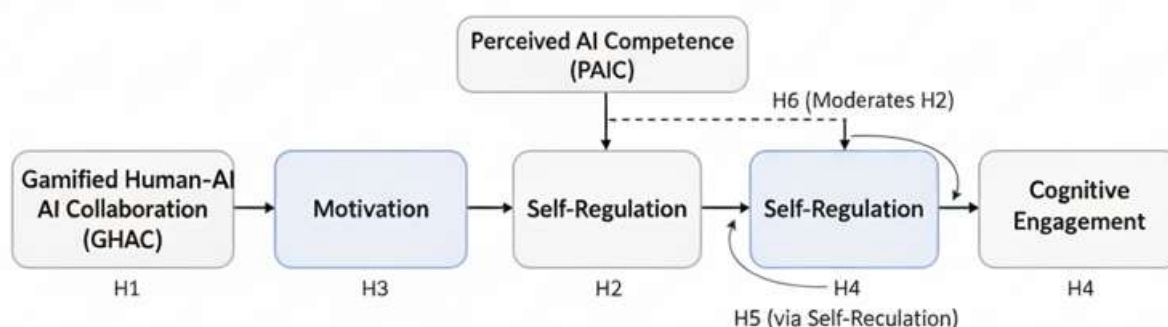 Perceived AI Competence
(PAIC)
H6 (Moderates H2)
Gamified Human-AI
AI Collaboration
(GHAC)
Motivation
Self-Regulation
Self-Regulation
Cognitive
Engagement
H1
H3
H2
H4
H4
H5 (via Self-Reculation)